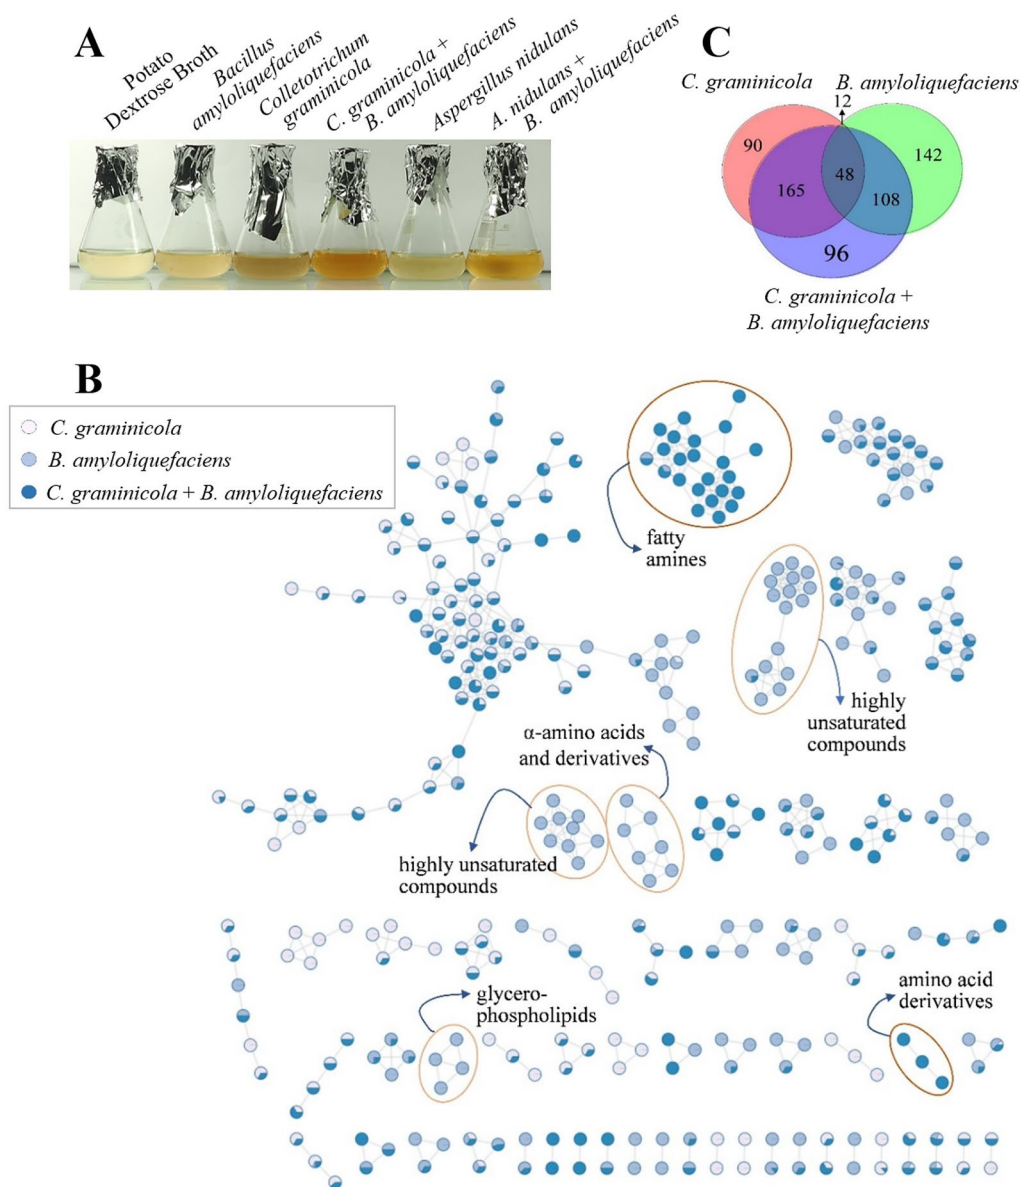 A
Potato
Dextrose Broth
Bacillus
amyloliquefaciens
Colletotrichum
graminicola
C. graminicola +
B. amyloliquefaciens
Aspergillus nidulans
A. nidulans +
B. amyloliquefaciens
C
C. graminicola
B. amyloliquefaciens
12
90
142
48
165
108
96
C. graminicola +
B. amyloliquefaciens
B
C. graminicola
B. amyloliquefaciens
C. graminicola + B. amyloliquefaciens
fatty
amines
highly
unsaturated
compounds
α-amino acids
and derivatives
highly unsaturated
compounds
glycero-
phospholipids
amino acid
derivatives